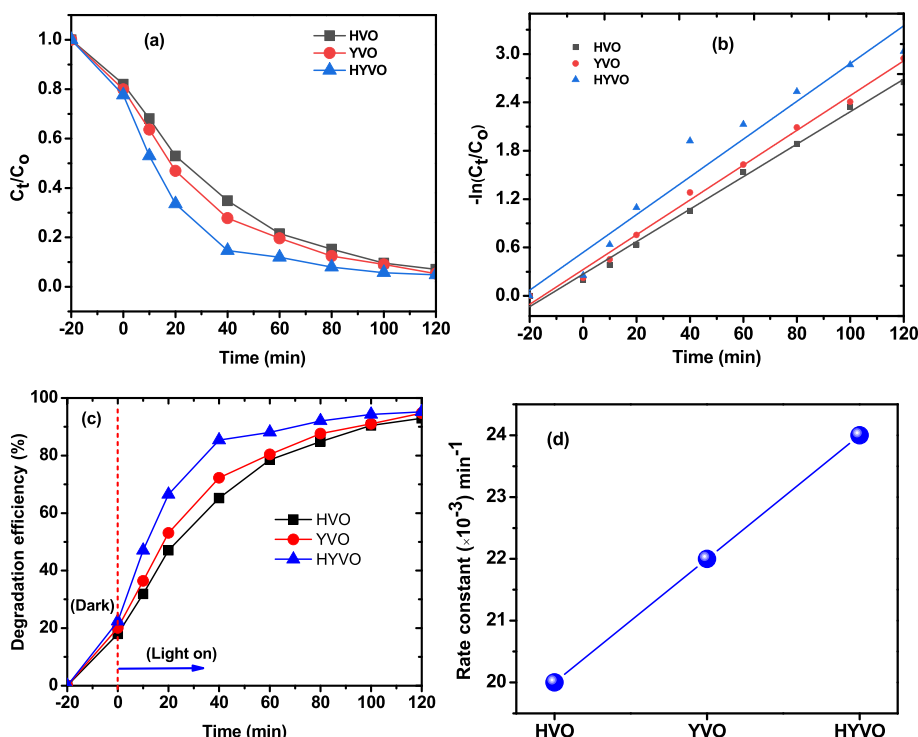 (a)
HVO
YVO
HYVO
1.0
0.8
0.6
0.4
0.2
0.0
Ct/Co
-20 0 20 40 60 80 100 120
Time (min)
(b)
HVO
YVO
HYVO
3.0
2.4
1.8
1.2
0.6
0.0
-ln(Ct/Co)
-20 0 20 40 60 80 100 120
Time (min)
(c)
100
80
60
40
20
0
Degradation efficiency (%)
HVO
YVO
HYVO
(Dark)
(Light on)
-20 0 20 40 60 80 100 120
Time (min)
(d)
24
23
22
21
20
Rate constant (×10⁻³) min⁻¹
HVO YVO HYVO